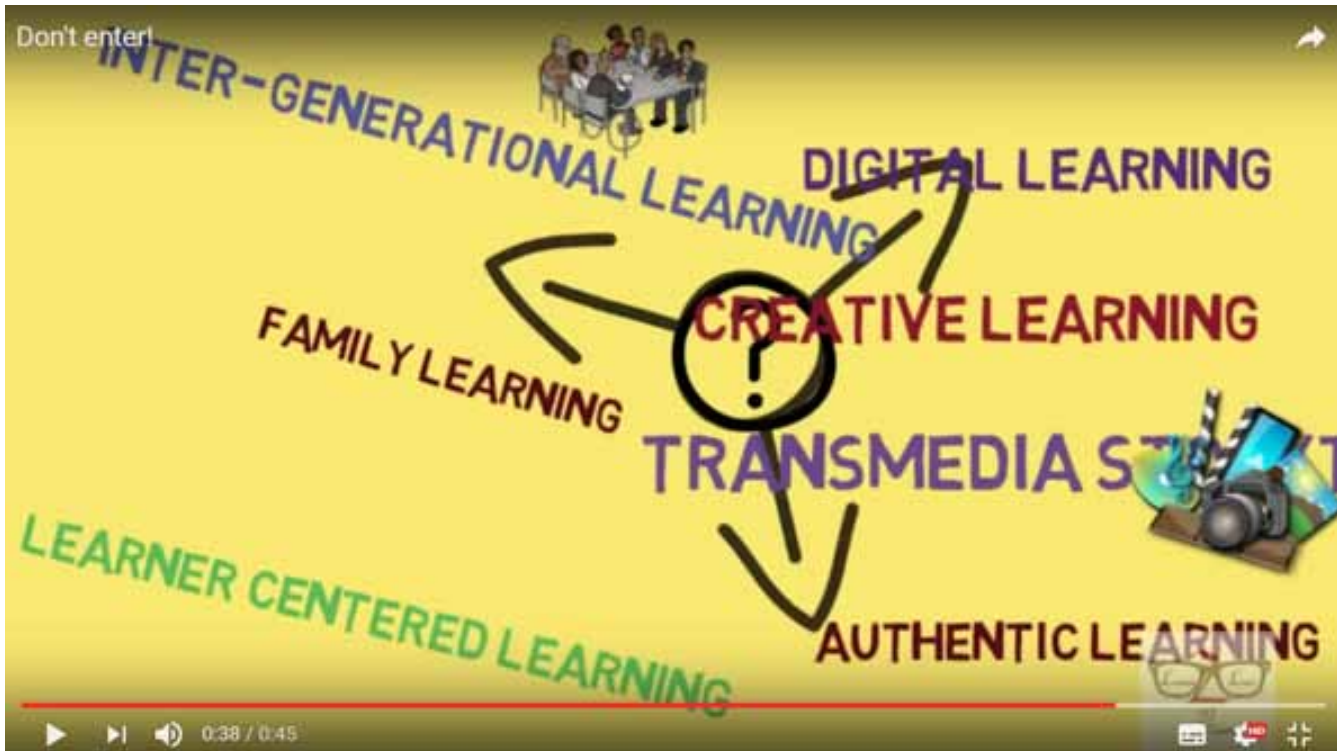 Don't enter!
INTER-GENERATIONAL LEARNING
DIGITAL LEARNING
CREATIVE LEARNING
?
FAMILY LEARNING
TRANSMEDIA
LEARNER CENTERED LEARNING
AUTHENTIC LEARNING
0:38 / 0:45
HD